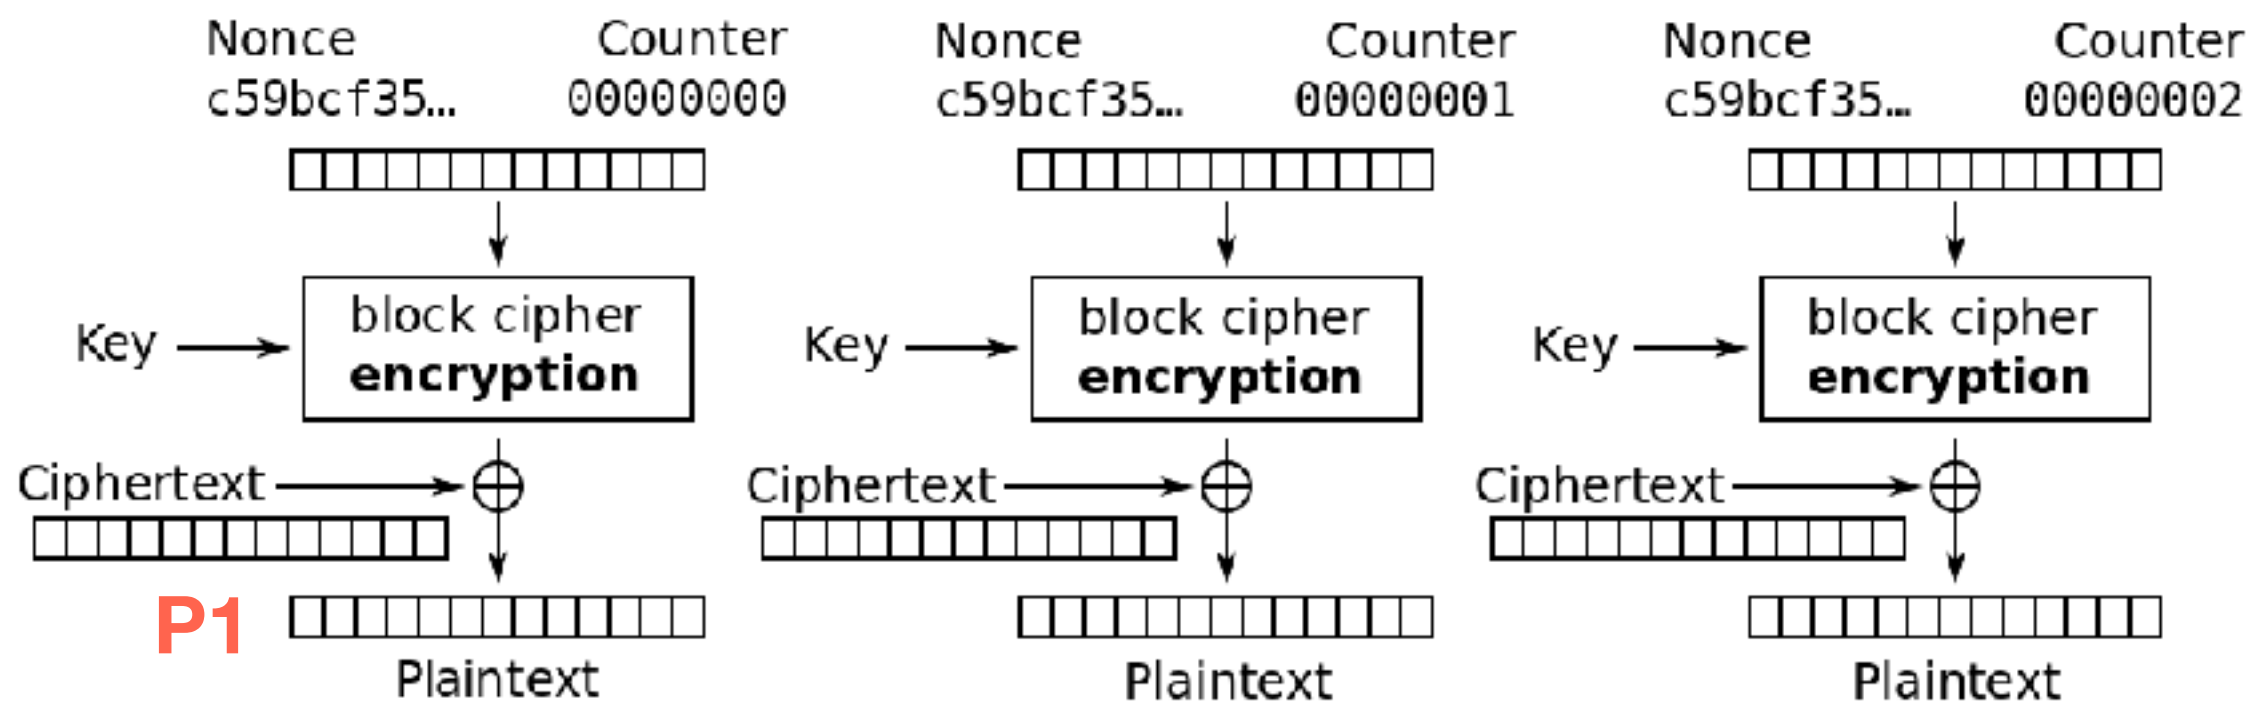 Nonce Counter Nonce Counter Nonce Counter
c59bcf35… 00000000 c59bcf35… 00000001 c59bcf35… 00000002
block cipher block cipher block cipher
Key Key Key
encryption encryption encryption
Ciphertext Ciphertext Ciphertext
P1
Plaintext Plaintext Plaintext